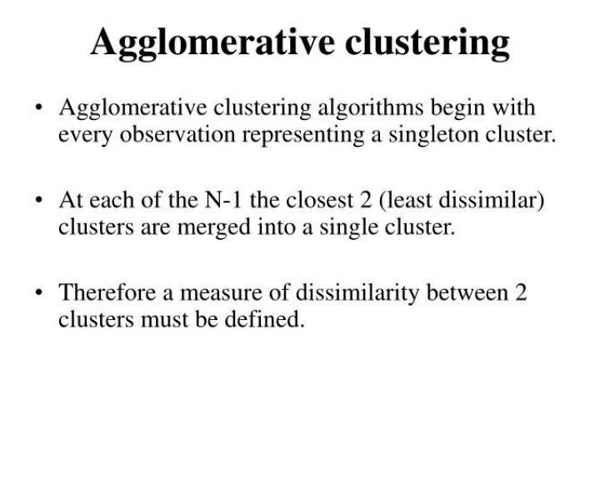 Agglomerative clustering
• Agglomerative clustering algorithms begin with
every observation representing a singleton cluster.
• At each of the N-1 the closest 2 (least dissimilar)
clusters are merged into a single cluster.
• Therefore a measure of dissimilarity between 2
clusters must be defined.